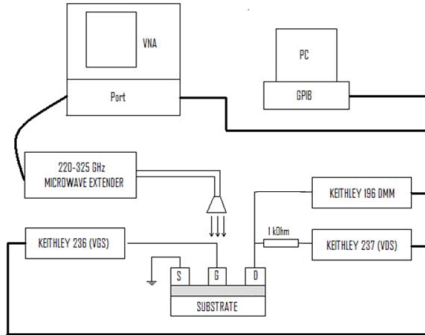 VNA
PC
Port
GPIB
220-325 GHz
MICROWAVE EXTENDER
KEITHLEY 196 DMM
1 kOhm
KEITHLEY 236 (VGS)
KEITHLEY 237 (VDS)
S
G
D
SUBSTRATE